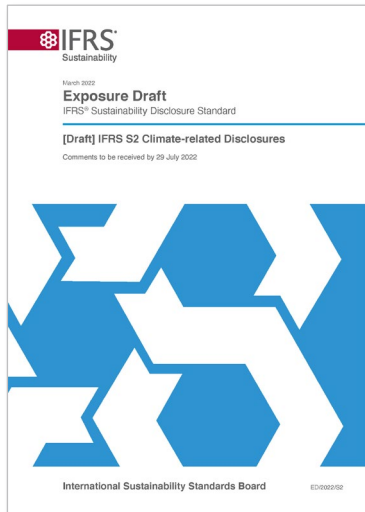 IFRS®
Sustainability
March 2022
Exposure Draft
IFRS® Sustainability Disclosure Standard
[Draft] IFRS S2 Climate-related Disclosures
Comments to be received by 29 July 2022
International Sustainability Standards Board
ED/2022/S2